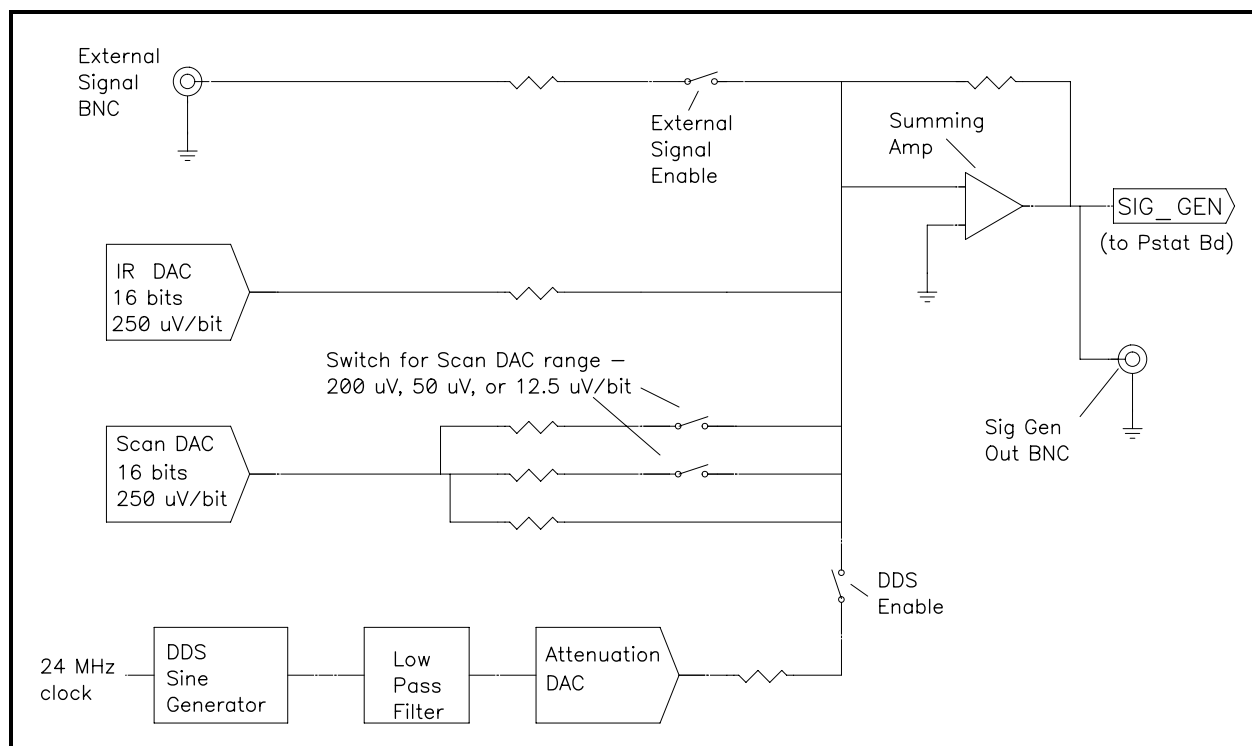 External
Signal
BNC
External
Signal
Enable
Summing
Amp
SIG_GEN
(to Pstat Bd)
IR DAC
16 bits
250 uV/bit
Switch for Scan DAC range –
200 uV, 50 uV, or 12.5 uV/bit
Scan DAC
16 bits
250 uV/bit
Sig Gen
Out BNC
DDS
Enable
24 MHz
clock
DDS
Sine
Generator
Low
Pass
Filter
Attenuation
DAC